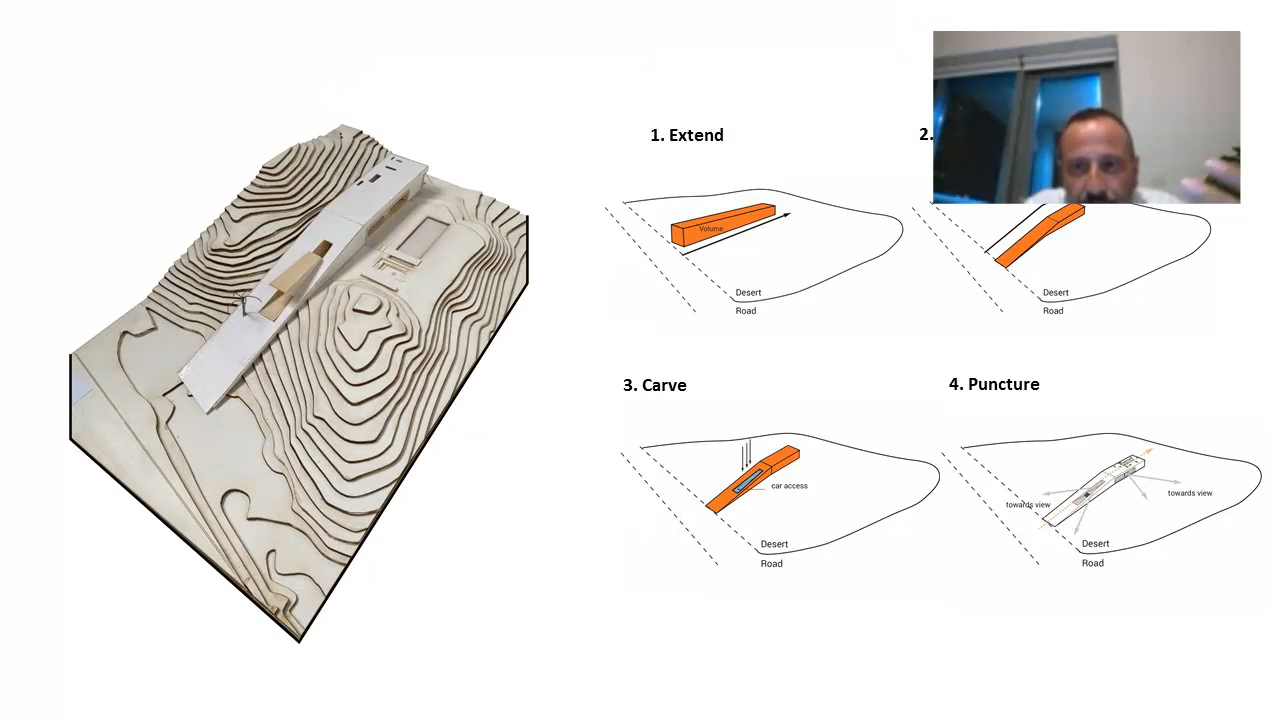 1. Extend
2.
Volume
Desert
Road
Desert
Road
3. Carve
4. Puncture
car access
Desert
Road
towards view
towards view
Desert
Road